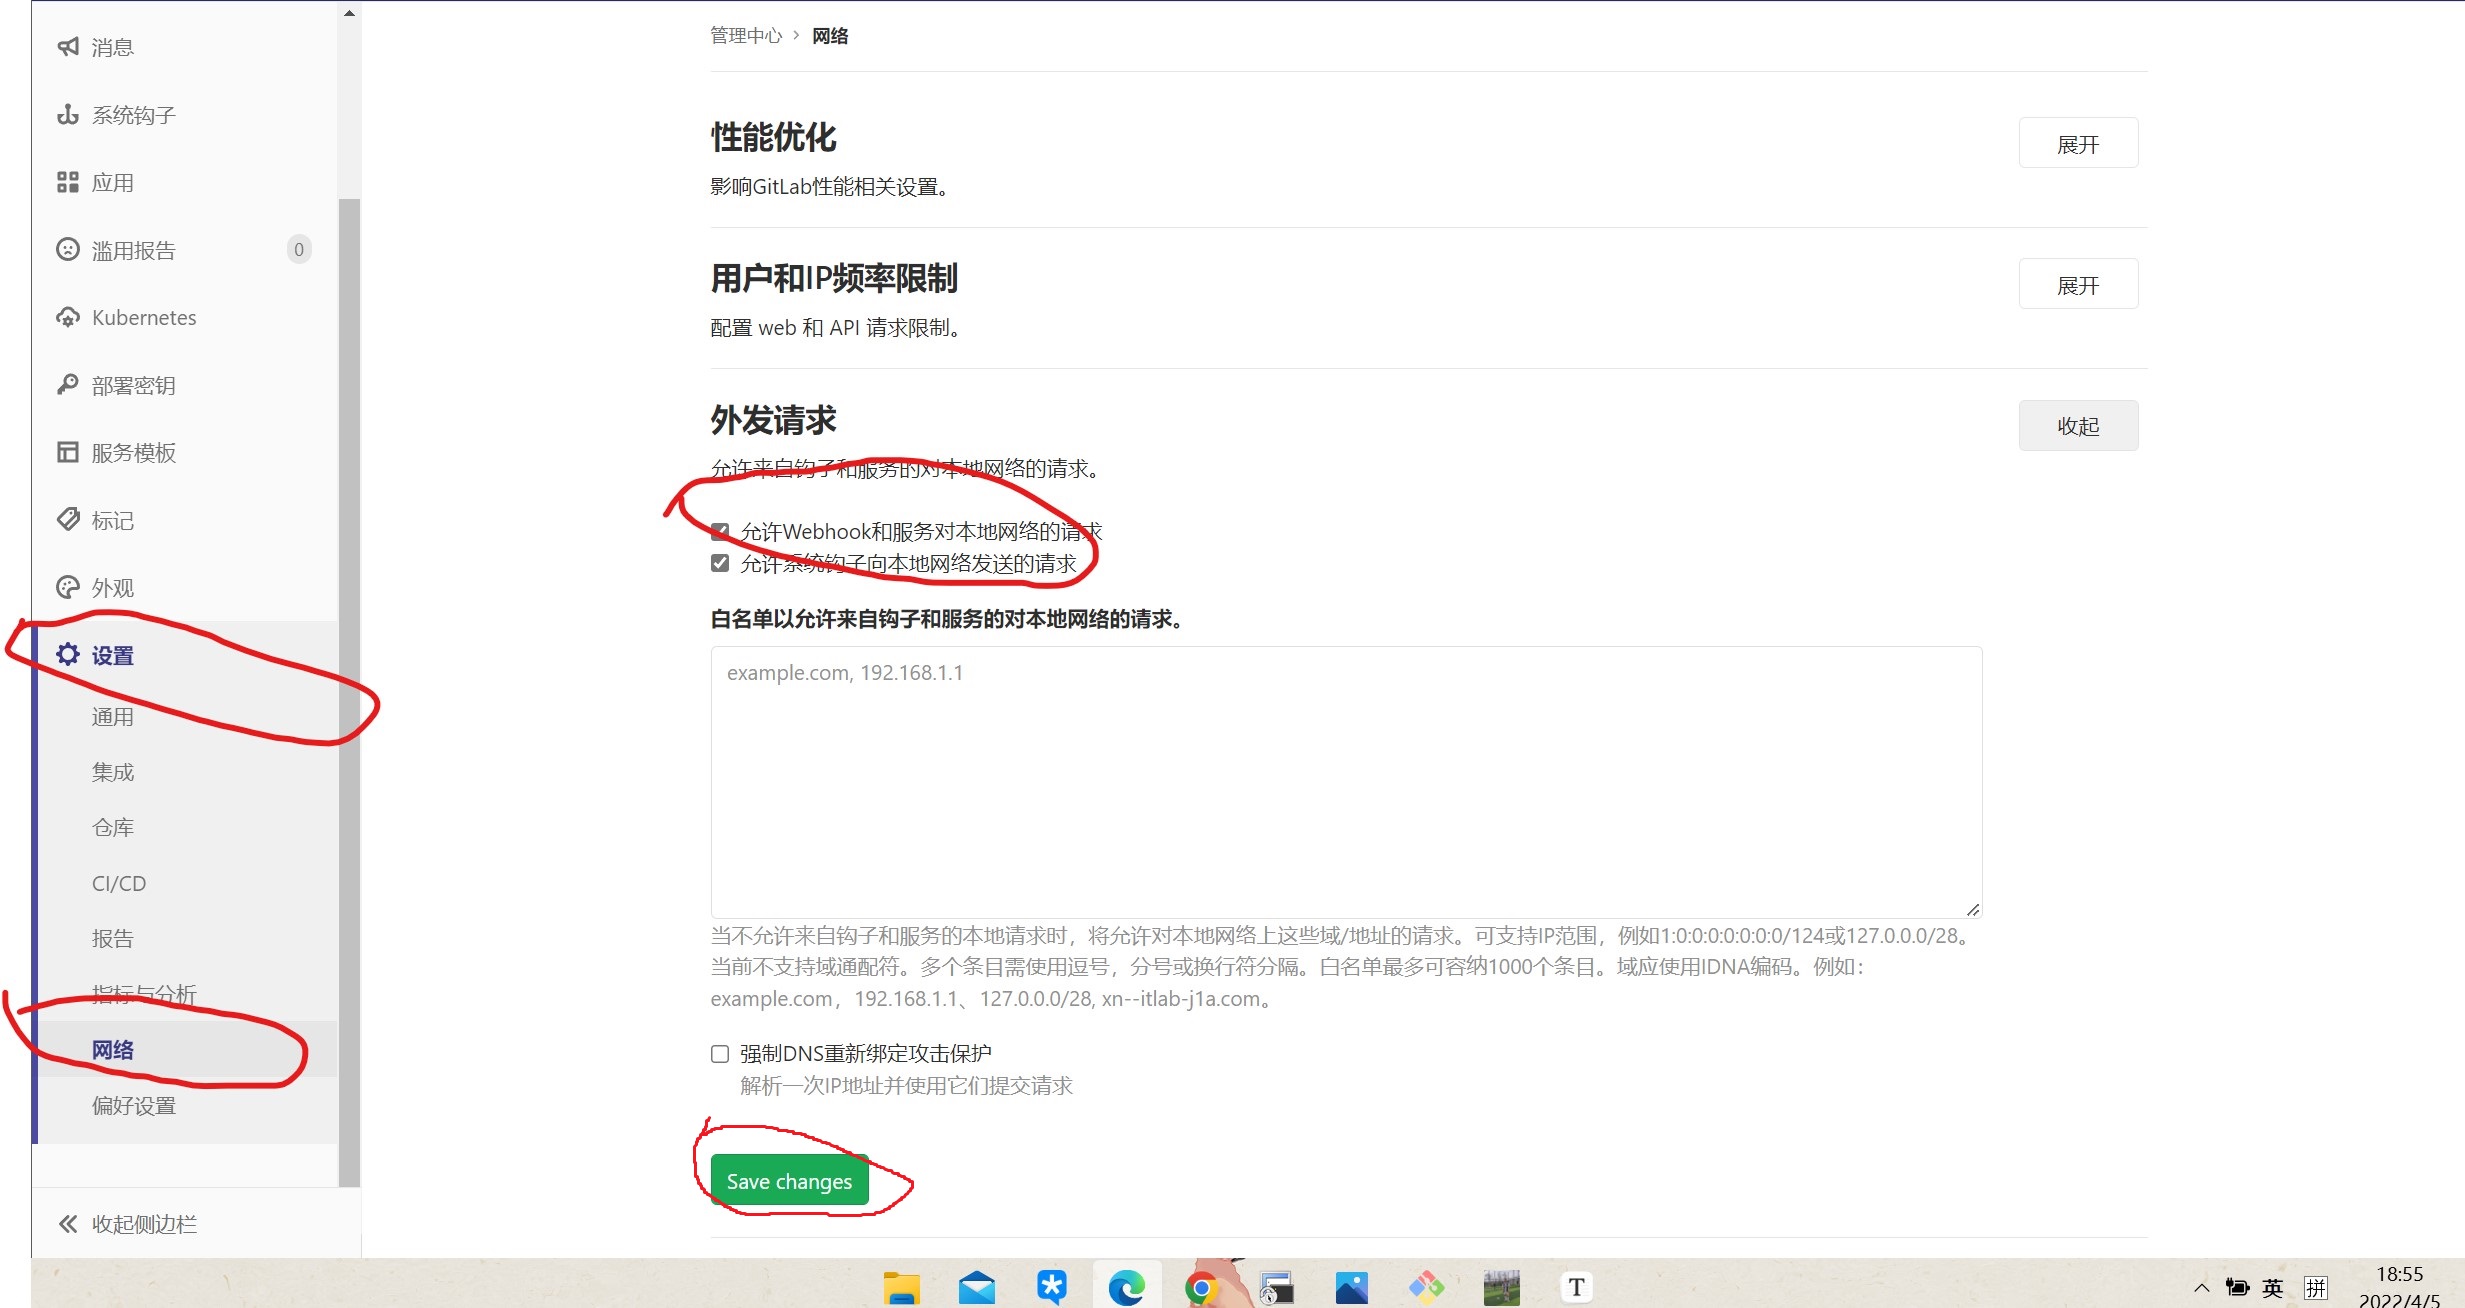 消息
系统钩子
应用
滥用报告 0
Kubernetes
部署密钥
服务模板
标记
外观
设置
通用
集成
仓库
CI/CD
报告
指标与分析
网络
偏好设置
收起侧边栏
管理中心 › 网络
性能优化
展开
影响GitLab性能相关设置。
用户和IP频率限制
展开
配置 web 和 API 请求限制。
外发请求
收起
允许来自钩子和服务的对本地网络的请求。
允许Webhook和服务对本地网络的请求
允许系统钩子向本地网络发送的请求
白名单以允许来自钩子和服务的对本地网络的请求。
example.com, 192.168.1.1
当不允许来自钩子和服务的本地请求时，将允许对本地网络上这些域/地址的请求。可支持IP范围，例如1:0:0:0:0:0:0:0/124或127.0.0.0/28。
当前不支持域通配符。多个条目需使用逗号，分号或换行符分隔。白名单最多可容纳1000个条目。域应使用IDNA编码。例如：
example.com，192.168.1.1、127.0.0.0/28, xn--itlab-j1a.com。
强制DNS重新绑定攻击保护
解析一次IP地址并使用它们提交请求
Save changes
T
英
拼
18:55
2022/4/5